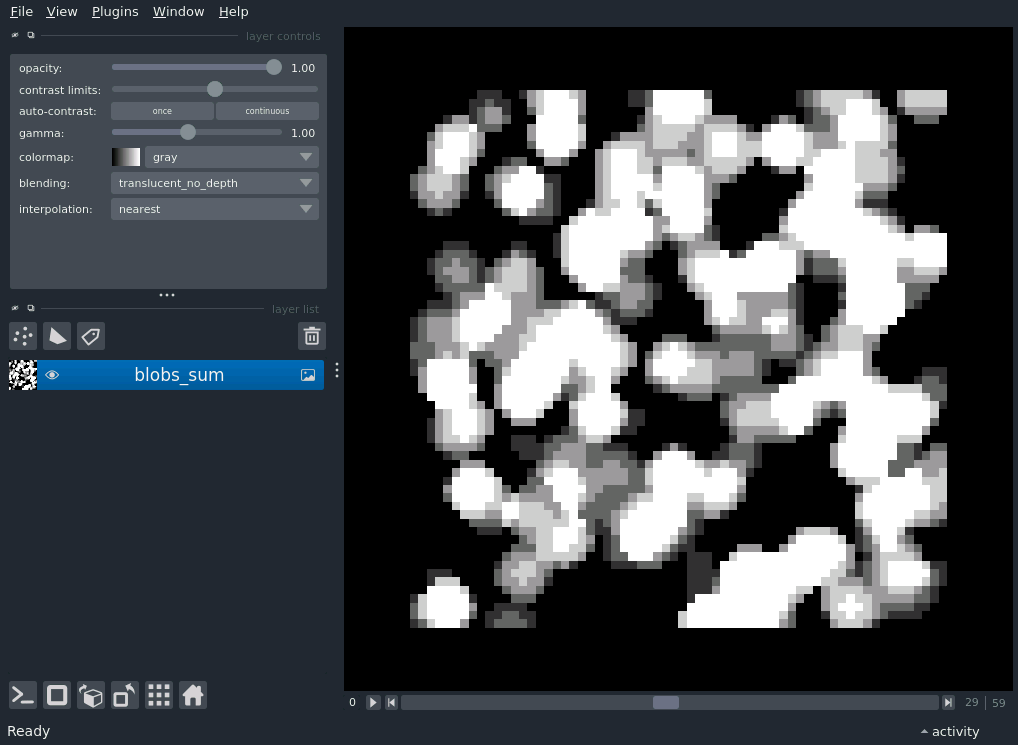 File View Plugins Window Help
layer controls
opacity: 1.00
contrast limits:
auto-contrast: once continuous
gamma: 1.00
colormap: gray
blending: translucent_no_depth
interpolation: nearest
layer list
blobs_sum
0 29 59
Ready activity